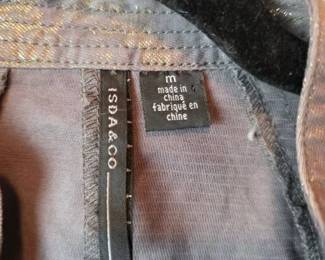 ISDA & CO
m
made in
china
fabriqué en
chine